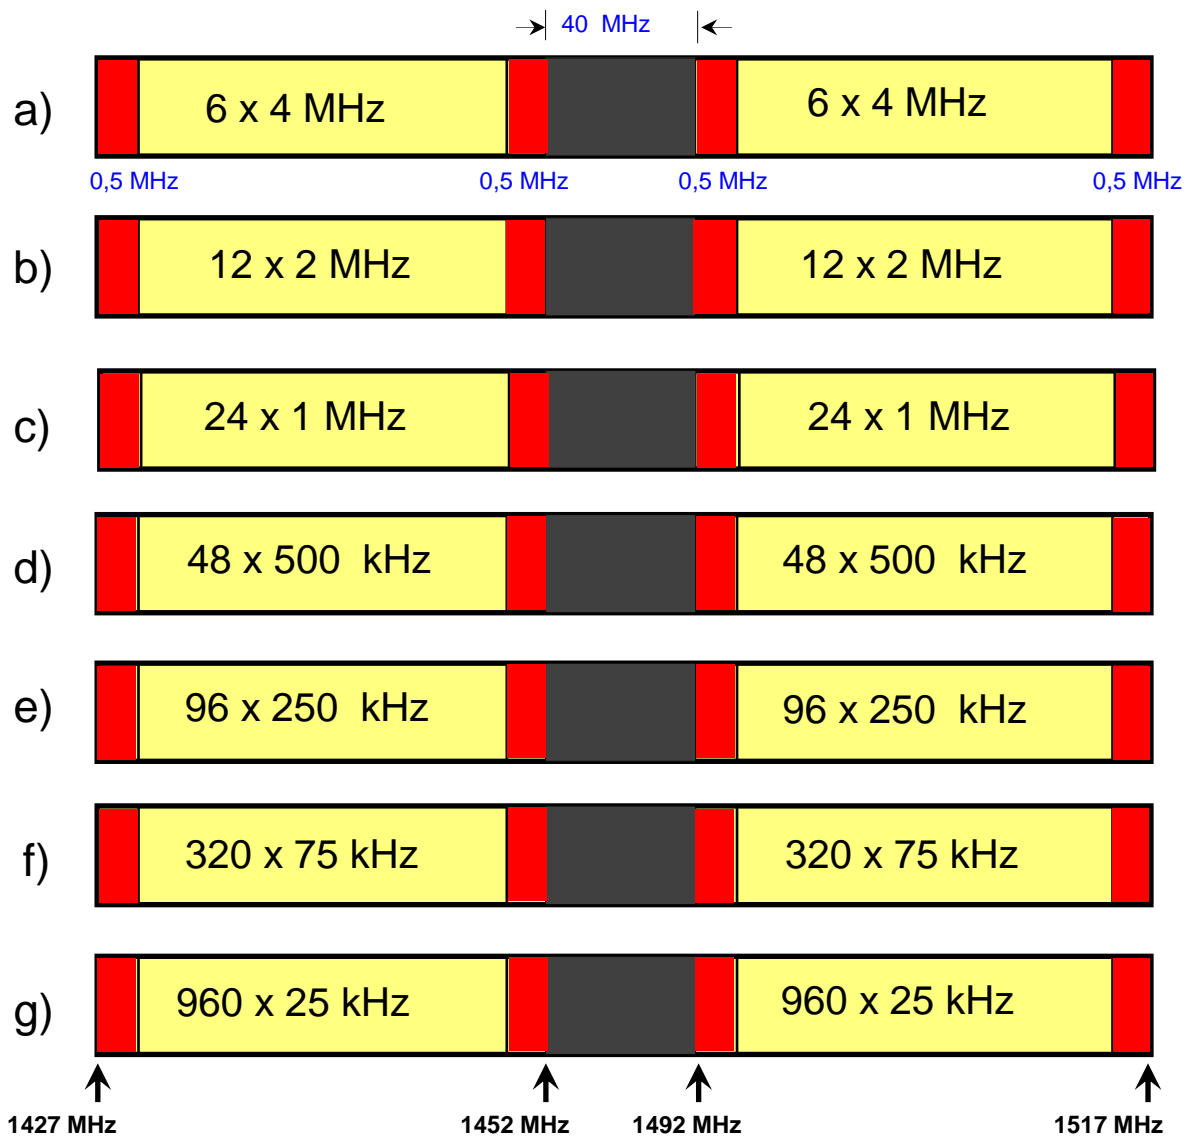 40 MHz
a) 6 x 4 MHz 6 x 4 MHz
0,5 MHz 0,5 MHz 0,5 MHz 0,5 MHz
b) 12 x 2 MHz 12 x 2 MHz
c) 24 x 1 MHz 24 x 1 MHz
d) 48 x 500 kHz 48 x 500 kHz
e) 96 x 250 kHz 96 x 250 kHz
f) 320 x 75 kHz 320 x 75 kHz
g) 960 x 25 kHz 960 x 25 kHz
1427 MHz 1452 MHz 1492 MHz 1517 MHz